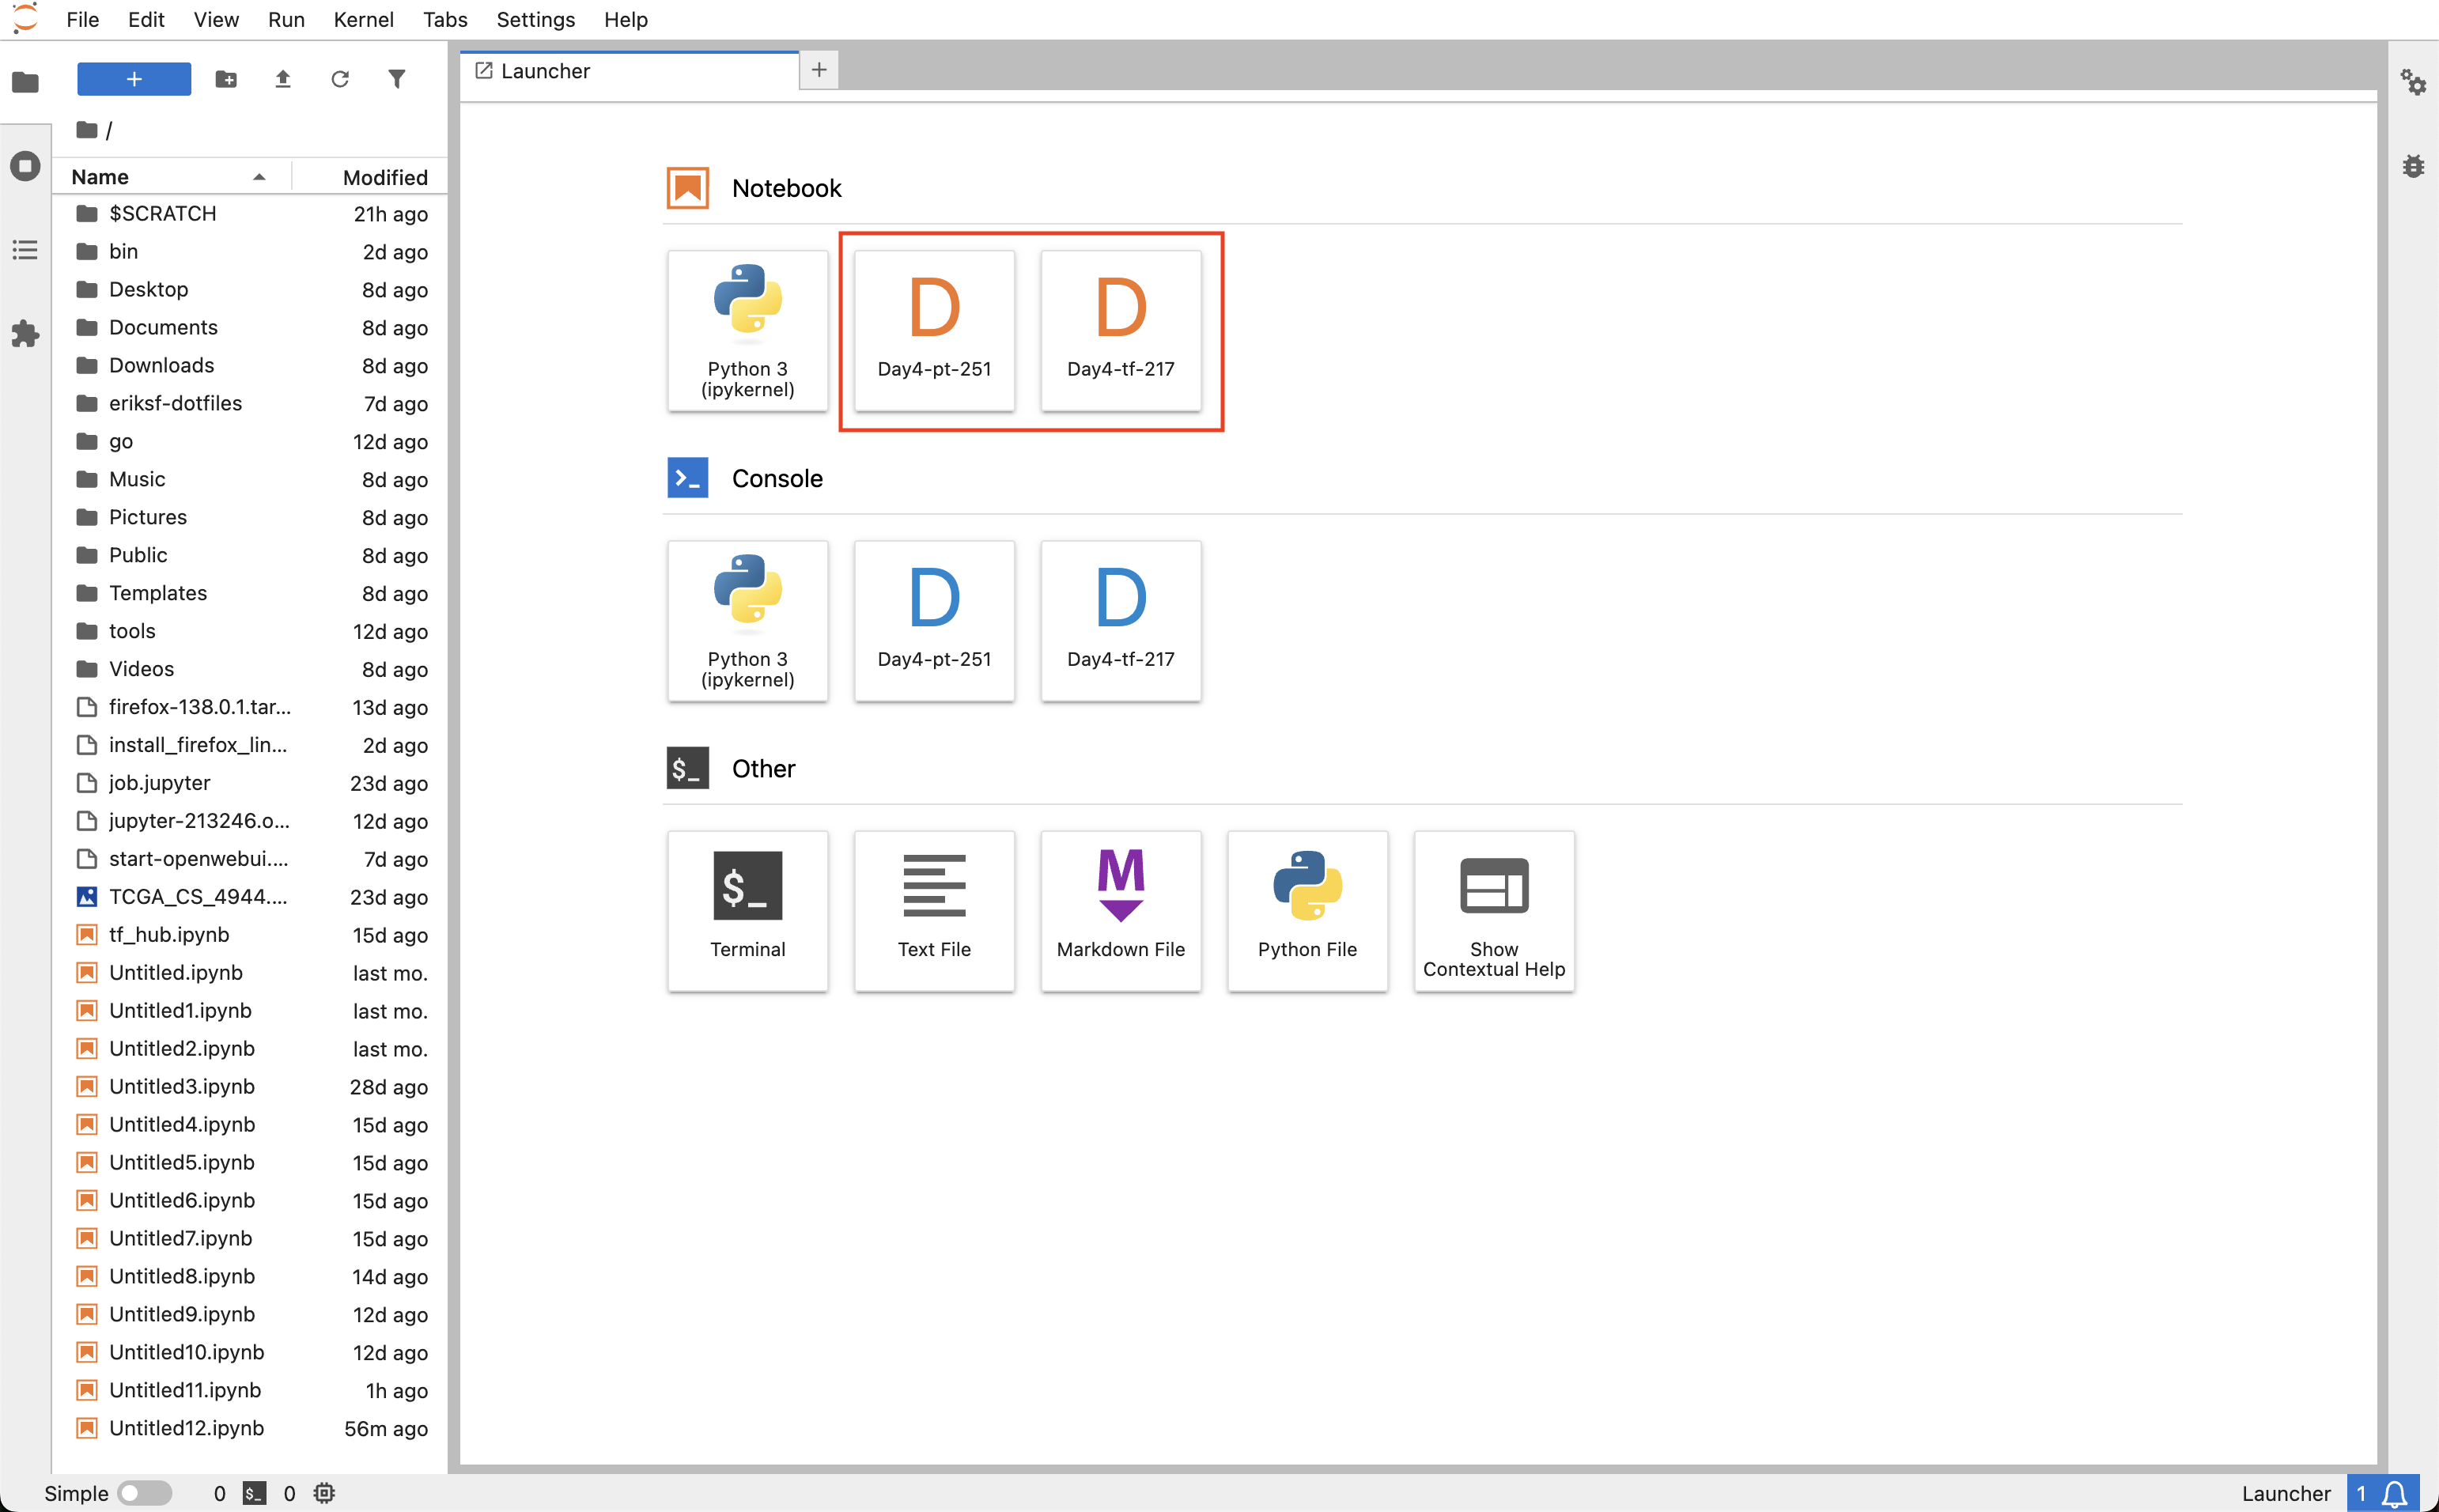 File Edit View Run Kernel Tabs Settings Help
Launcher
/
Name Modified
$SCRATCH 21h ago
bin 2d ago
Desktop 8d ago
Documents 8d ago
Downloads 8d ago
eriksf-dotfiles 7d ago
go 12d ago
Music 8d ago
Pictures 8d ago
Public 8d ago
Templates 8d ago
tools 12d ago
Videos 8d ago
firefox-138.0.1.tar... 13d ago
install_firefox_lin... 2d ago
job.jupyter 23d ago
jupyter-213246.o... 12d ago
start-openwebui.... 7d ago
TCGA_CS_4944.... 23d ago
tf_hub.ipynb 15d ago
Untitled.ipynb last mo.
Untitled1.ipynb last mo.
Untitled2.ipynb last mo.
Untitled3.ipynb 28d ago
Untitled4.ipynb 15d ago
Untitled5.ipynb 15d ago
Untitled6.ipynb 15d ago
Untitled7.ipynb 15d ago
Untitled8.ipynb 14d ago
Untitled9.ipynb 12d ago
Untitled10.ipynb 12d ago
Untitled11.ipynb 1h ago
Untitled12.ipynb 56m ago
Notebook
D D
Python 3 Day4-pt-251 Day4-tf-217
(ipykernel)
>_ Console
D D
Python 3 Day4-pt-251 Day4-tf-217
(ipykernel)
$_ Other
$_ M
Terminal Text File Markdown File Python File Show
Contextual Help
Simple 0 $_ 0 Launcher 1